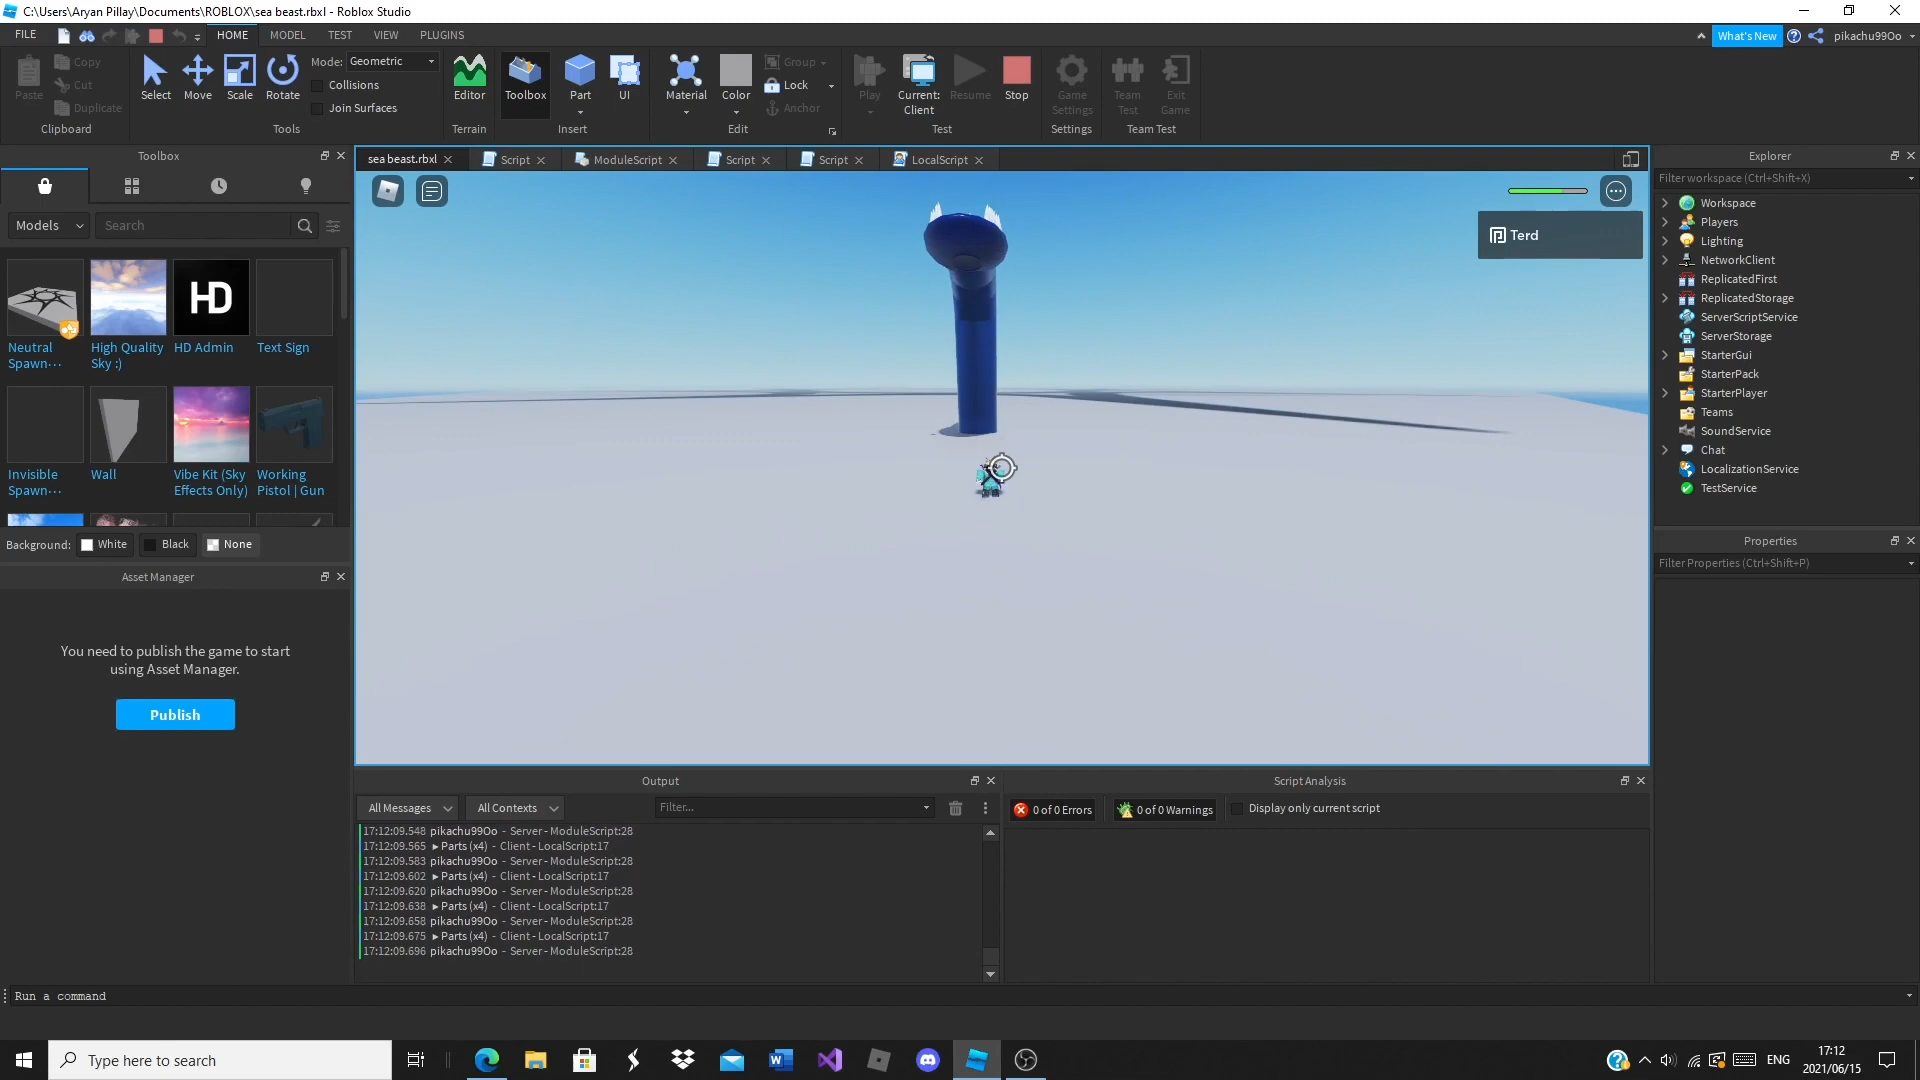 C:\Users\Aryan Pillay\Documents\ROBLOX\sea beast.rbxl - Roblox Studio
FILE
HOME
MODEL
TEST
VIEW
PLUGINS
What's New
pikachu99Oo
Paste
Copy
Cut
Duplicate
Clipboard
Select
Move
Scale
Rotate
Mode:
Geometric
Collisions
Join Surfaces
Tools
Editor
Terrain
Toolbox
Part
UI
Insert
Material
Color
Group
Lock
Anchor
Edit
Play
Current:
Client
Resume
Stop
Test
Game
Settings
Settings
Team
Test
Exit
Game
Team Test
Toolbox
Models
Search
Neutral
Spawn...
High Quality
Sky :)
HD
HD Admin
Text Sign
Invisible
Spawn...
Wall
Vibe Kit (Sky
Effects Only)
Working
Pistol | Gun
Background:
White
Black
None
Asset Manager
You need to publish the game to start
using Asset Manager.
Publish
sea beast.rbxl
Script
ModuleScript
Script
Script
LocalScript
Terd
Explorer
Filter workspace (Ctrl+Shift+X)
Workspace
Players
Lighting
NetworkClient
ReplicatedFirst
ReplicatedStorage
ServerScriptService
ServerStorage
StarterGui
StarterPack
StarterPlayer
Teams
SoundService
Chat
LocalizationService
TestService
Properties
Filter Properties (Ctrl+Shift+P)
Output
All Messages
All Contexts
Filter...
17:12:09.548 pikachu99Oo - Server - ModuleScript:28
17:12:09.565 ▸ Parts (x4) - Client - LocalScript:17
17:12:09.583 pikachu99Oo - Server - ModuleScript:28
17:12:09.602 ▸ Parts (x4) - Client - LocalScript:17
17:12:09.620 pikachu99Oo - Server - ModuleScript:28
17:12:09.638 ▸ Parts (x4) - Client - LocalScript:17
17:12:09.658 pikachu99Oo - Server - ModuleScript:28
17:12:09.675 ▸ Parts (x4) - Client - LocalScript:17
17:12:09.696 pikachu99Oo - Server - ModuleScript:28
Script Analysis
0 of 0 Errors
0 of 0 Warnings
Display only current script
Run a command
Type here to search
ENG
17:12
2021/06/15